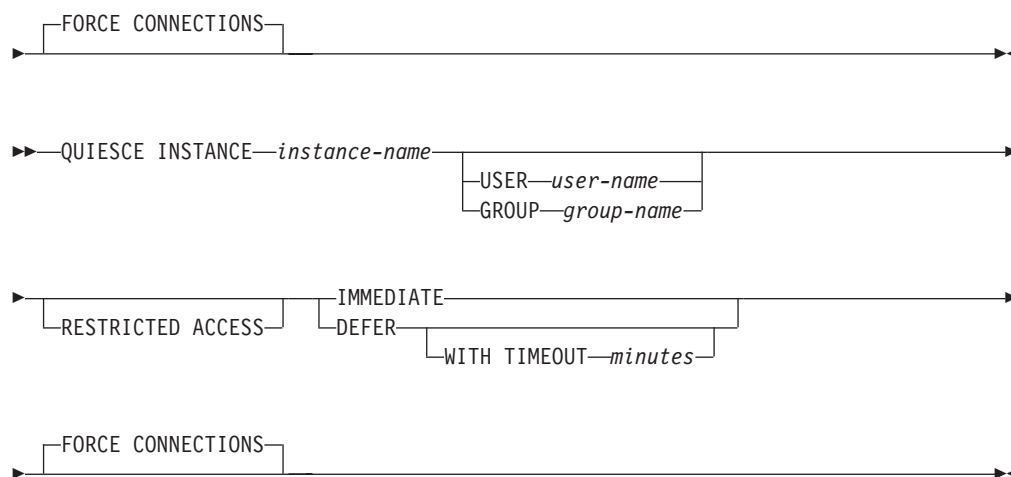 FORCE CONNECTIONS
QUIESCE INSTANCE instance-name
USER user-name
GROUP group-name
RESTRICTED ACCESS
IMMEDIATE
DEFER
WITH TIMEOUT minutes
FORCE CONNECTIONS